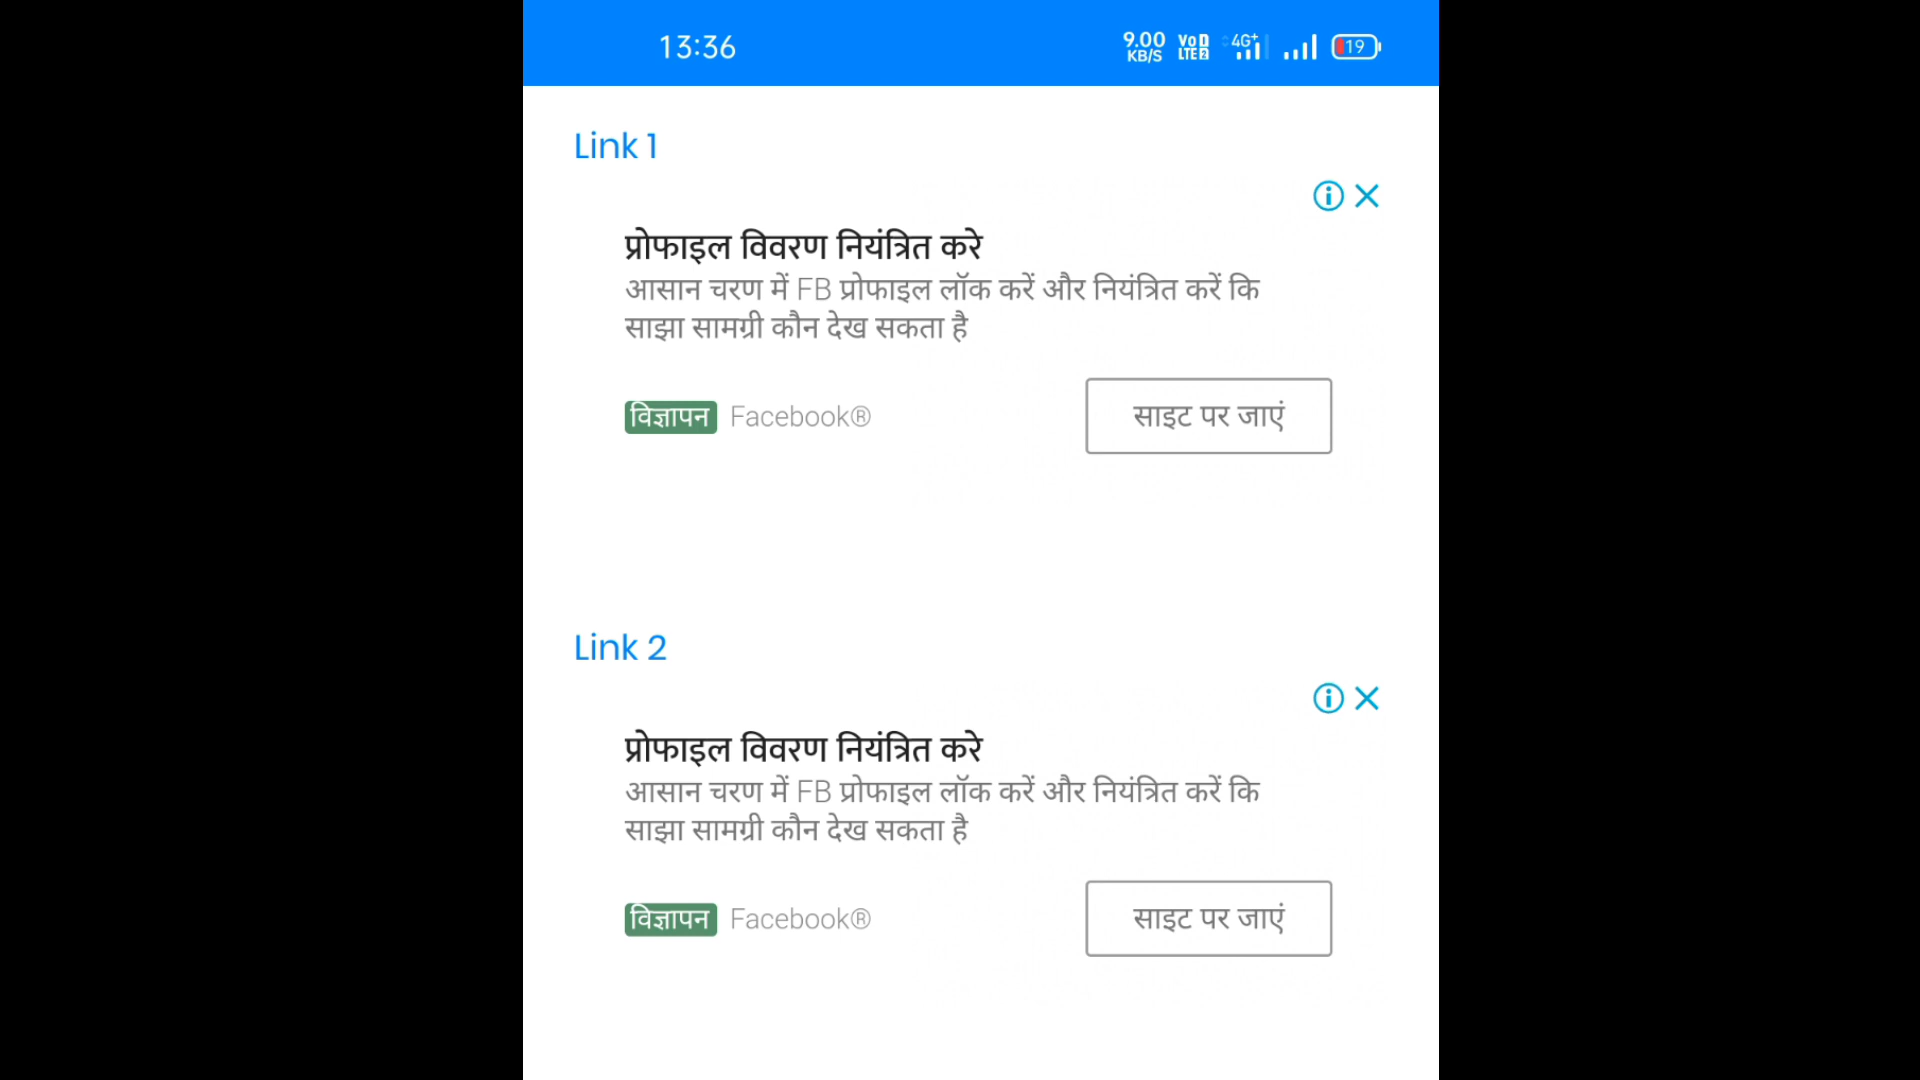 13:36 9.00 KB/S VoD LTE2 4G+ 19
Link 1
प्रोफाइल विवरण नियंत्रित करे
आसान चरण में FB प्रोफाइल लॉक करें और नियंत्रित करें कि
साझा सामग्री कौन देख सकता है
विज्ञापन Facebook® साइट पर जाएं
Link 2
प्रोफाइल विवरण नियंत्रित करे
आसान चरण में FB प्रोफाइल लॉक करें और नियंत्रित करें कि
साझा सामग्री कौन देख सकता है
विज्ञापन Facebook® साइट पर जाएं